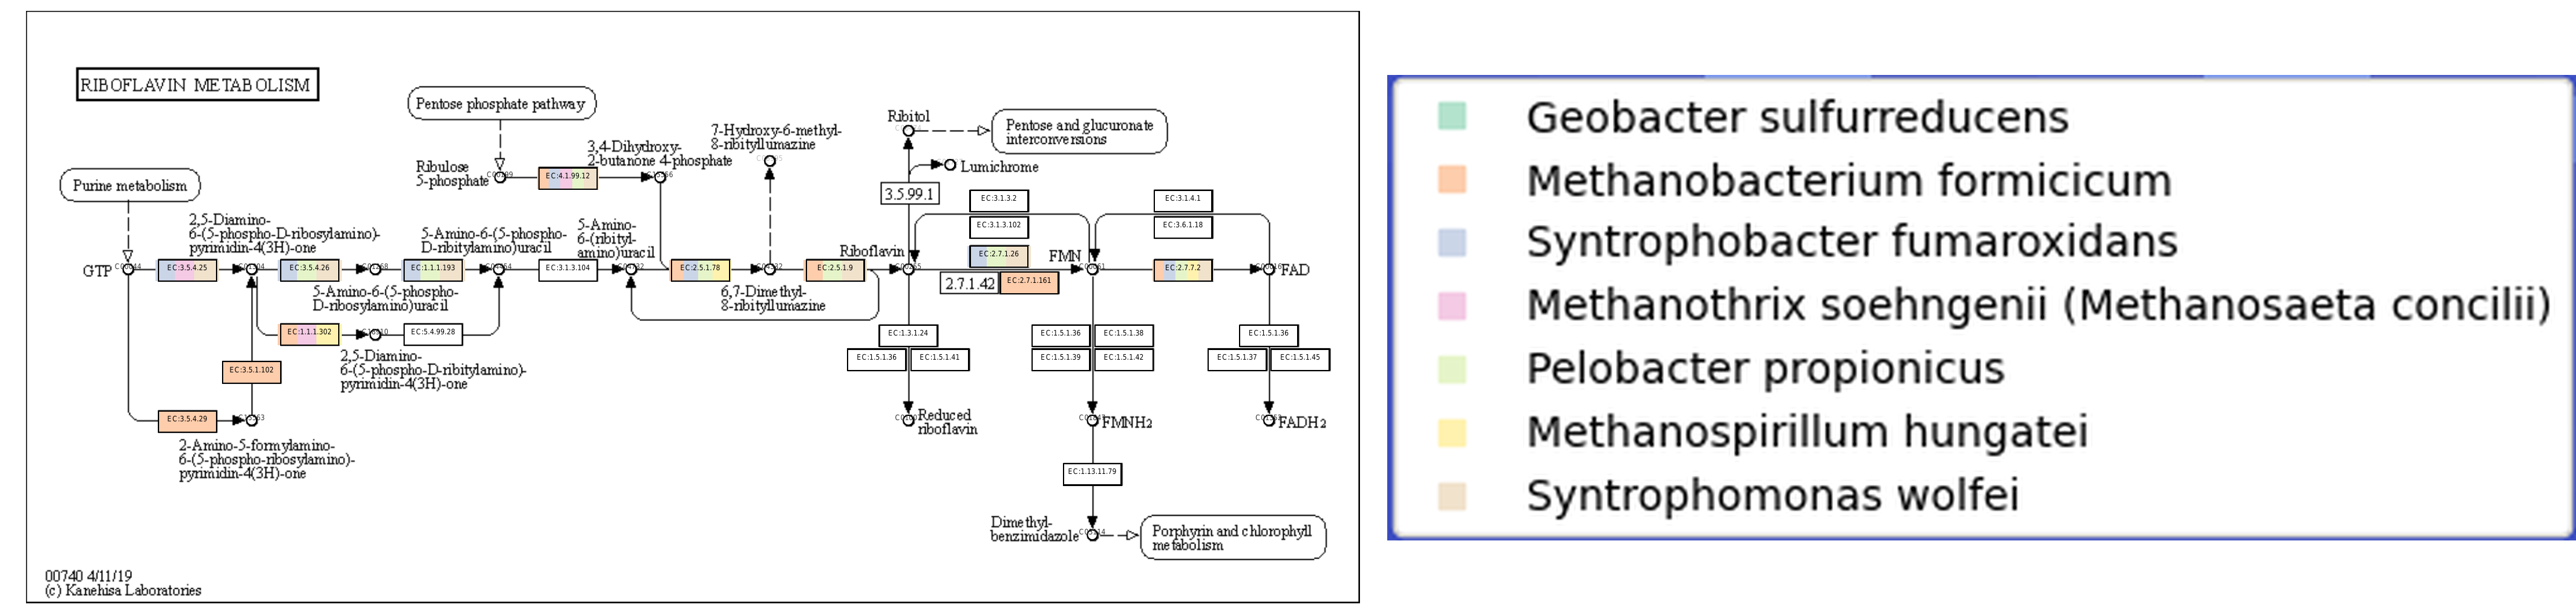 RIBOFLAVIN METABOLISM
Pentose phosphate pathway
Ribulose
5-phosphate
EC:4.1.99.12
3,4-Dihydroxy-
2-butanone 4-phosphate
7-Hydroxy-6-methyl-
8-ribityllumazine
Ribitol
Pentose and glucuronate
interconversions
Lumichrome
3.5.99.1
Purine metabolism
GTP
EC:3.5.4.25
2,5-Diamino-
6-(5-phospho-D-ribosylamino)-
pyrimidin-4(3H)-one
EC:3.5.4.26
5-Amino-6-(5-phospho-
D-ribosylamino)uracil
EC:1.1.1.193
5-Amino-6-(5-phospho-
D-ribitylamino)uracil
EC:3.1.3.104
5-Amino-
6-(ribityl-
amino)uracil
EC:2.5.1.78
6,7-Dimethyl-
8-ribityllumazine
EC:2.5.1.9
Riboflavin
EC:3.1.3.2
EC:3.1.3.102
EC:2.7.1.26
2.7.1.42
EC:2.7.1.161
FMN
EC:3.1.4.1
EC:3.6.1.18
EC:2.7.7.2
FAD
EC:1.1.1.302
EC:5.4.99.28
2,5-Diamino-
6-(5-phospho-D-ribitylamino)-
pyrimidin-4(3H)-one
EC:3.5.1.102
EC:3.5.4.29
2-Amino-5-formylamino-
6-(5-phospho-ribosylamino)-
pyrimidin-4(3H)-one
EC:1.3.1.24
EC:1.5.1.36
EC:1.5.1.41
Reduced
riboflavin
EC:1.5.1.36
EC:1.5.1.38
EC:1.5.1.39
EC:1.5.1.42
FMNH2
EC:1.5.1.36
EC:1.5.1.37
EC:1.5.1.45
FADH2
EC:1.13.11.79
Dimethyl-
benzimidazole
Porphyrin and chlorophyll
metabolism
00740 4/11/19
(c) Kanehisa Laboratories
Geobacter sulfurreducens
Methanobacterium formicicum
Syntrophobacter fumaroxidans
Methanothrix soehngenii (Methanosaeta concilii)
Pelobacter propionicus
Methanospirillum hungatei
Syntrophomonas wolfei